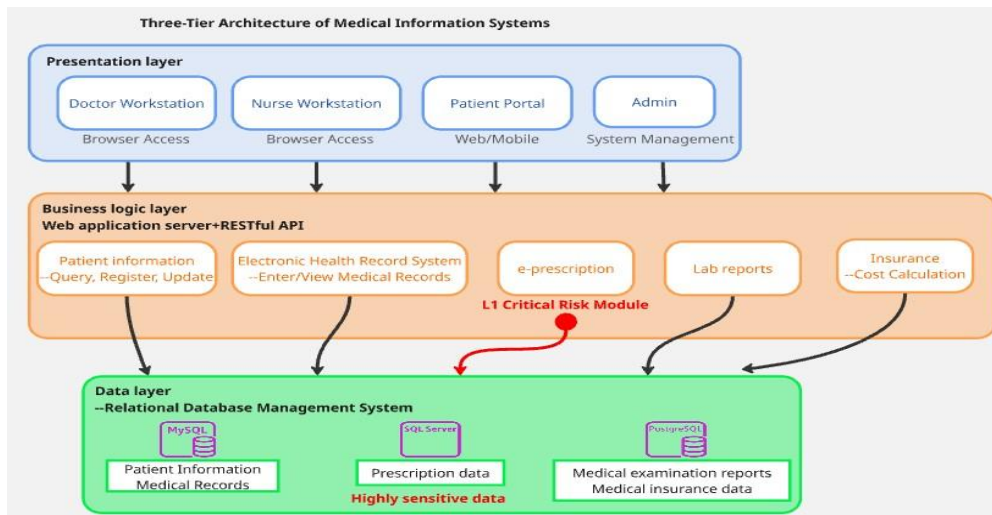 Three-Tier Architecture of Medical Information Systems
Presentation layer
Doctor Workstation
Nurse Workstation
Patient Portal
Admin
Browser Access
Browser Access
Web/Mobile
System Management
Business logic layer
Web application server+RESTful API
Patient information
--Query, Register, Update
Electronic Health Record System
--Enter/View Medical Records
e-prescription
Lab reports
Insurance
--Cost Calculation
L1 Critical Risk Module
Data layer
--Relational Database Management System
MySQL
SQL Server
PostgreSQL
Patient Information
Medical Records
Prescription data
Medical examination reports
Medical insurance data
Highly sensitive data